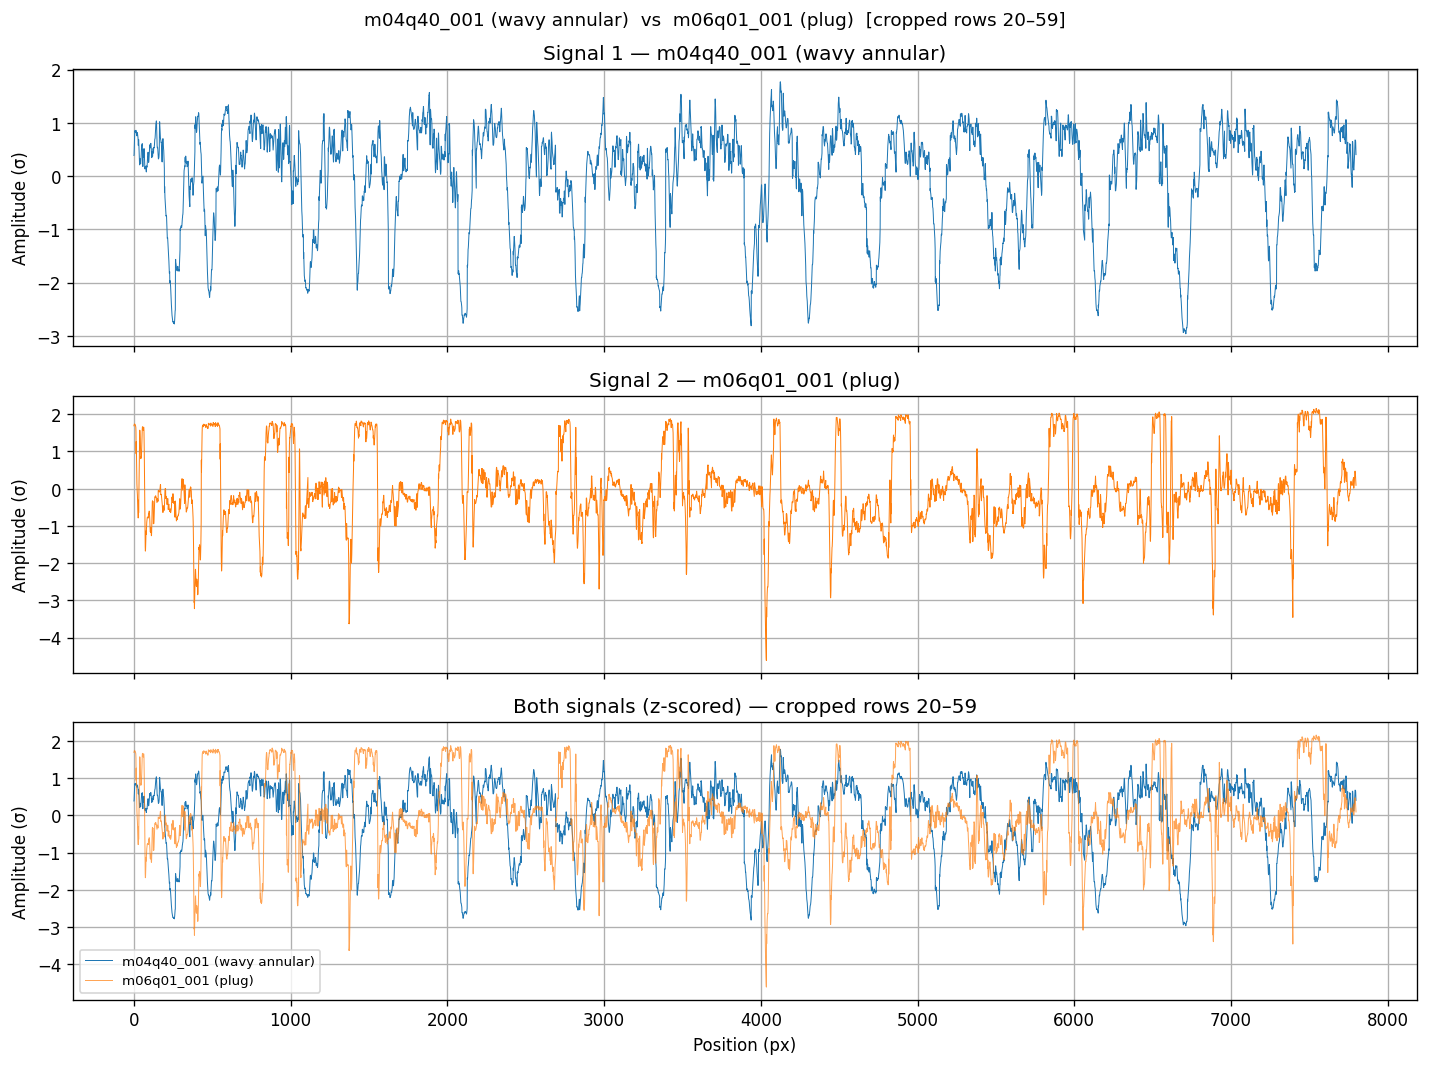 m04q40_001 (wavy annular)  vs  m06q01_001 (plug)  [cropped rows 20–59]
Signal 1 — m04q40_001 (wavy annular)
2
1
0
−1
−2
−3
Amplitude (σ)
Signal 2 — m06q01_001 (plug)
2
1
0
−1
−2
−3
−4
Amplitude (σ)
Both signals (z-scored) — cropped rows 20–59
2
1
0
−1
−2
−3
−4
Amplitude (σ)
m04q40_001 (wavy annular)
m06q01_001 (plug)
0 1000 2000 3000 4000 5000 6000 7000 8000
Position (px)